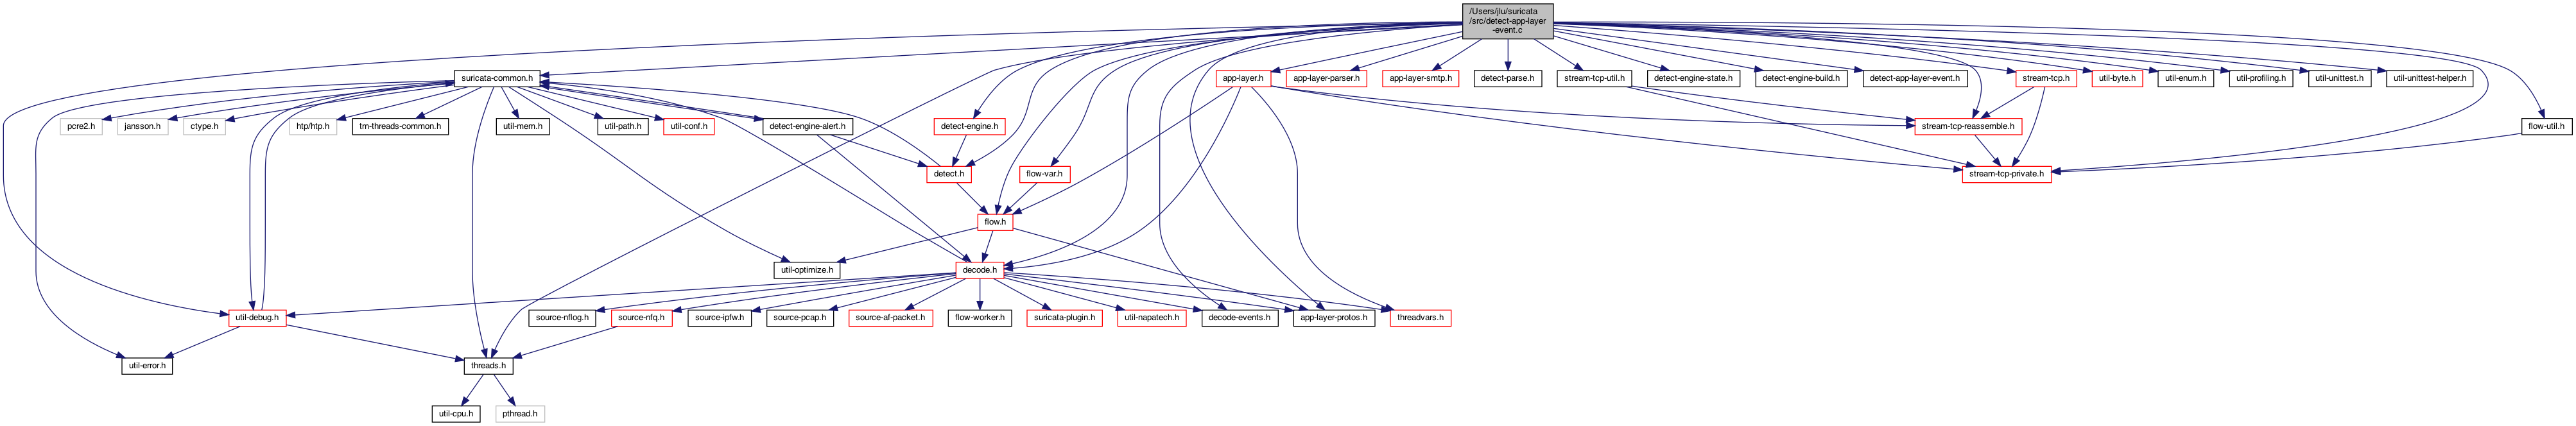 /Users/jlu/suricata
/src/detect-app-layer
-event.c
suricata-common.h
app-layer.h
app-layer-parser.h
app-layer-smtp.h
detect-parse.h
stream-tcp-util.h
detect-engine-state.h
detect-engine-build.h
detect-app-layer-event.h
stream-tcp.h
util-byte.h
util-enum.h
util-profiling.h
util-unittest.h
util-unittest-helper.h
pcre2.h
jansson.h
ctype.h
htp/htp.h
tm-threads-common.h
util-mem.h
util-path.h
util-conf.h
detect-engine-alert.h
detect-engine.h
stream-tcp-reassemble.h
flow-util.h
detect.h
flow-var.h
stream-tcp-private.h
flow.h
util-optimize.h
decode.h
util-debug.h
source-nflog.h
source-nfq.h
source-ipfw.h
source-pcap.h
source-af-packet.h
flow-worker.h
suricata-plugin.h
util-napatech.h
decode-events.h
app-layer-protos.h
threadvars.h
util-error.h
threads.h
util-cpu.h
pthread.h